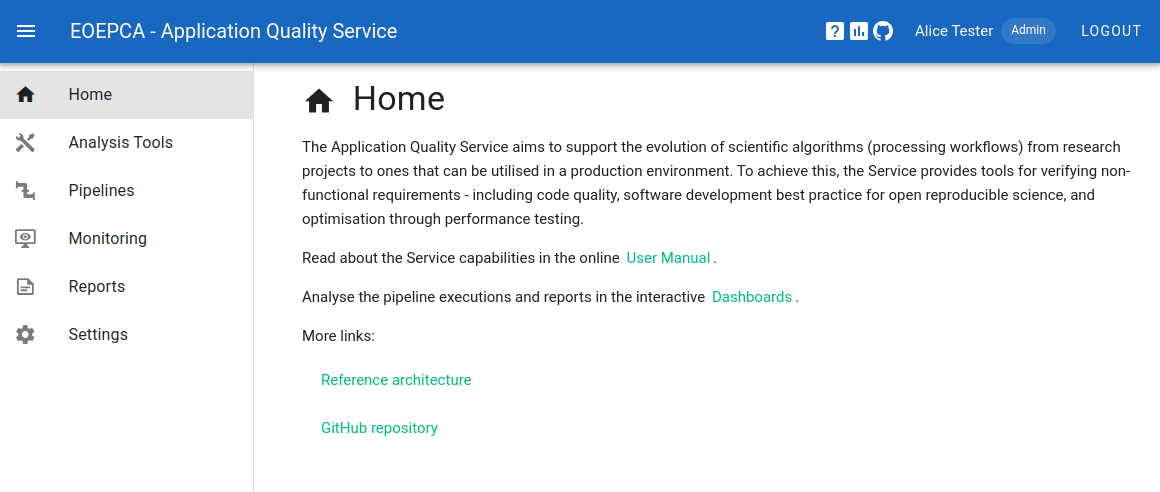 EOEPCA - Application Quality Service
Alice Tester
Admin
LOGOUT
Home
Analysis Tools
Pipelines
Monitoring
Reports
Settings
Home
The Application Quality Service aims to support the evolution of scientific algorithms (processing workflows) from research
projects to ones that can be utilised in a production environment. To achieve this, the Service provides tools for verifying non-
functional requirements - including code quality, software development best practice for open reproducible science, and
optimisation through performance testing.
Read about the Service capabilities in the online User Manual .
Analyse the pipeline executions and reports in the interactive Dashboards .
More links:
Reference architecture
GitHub repository